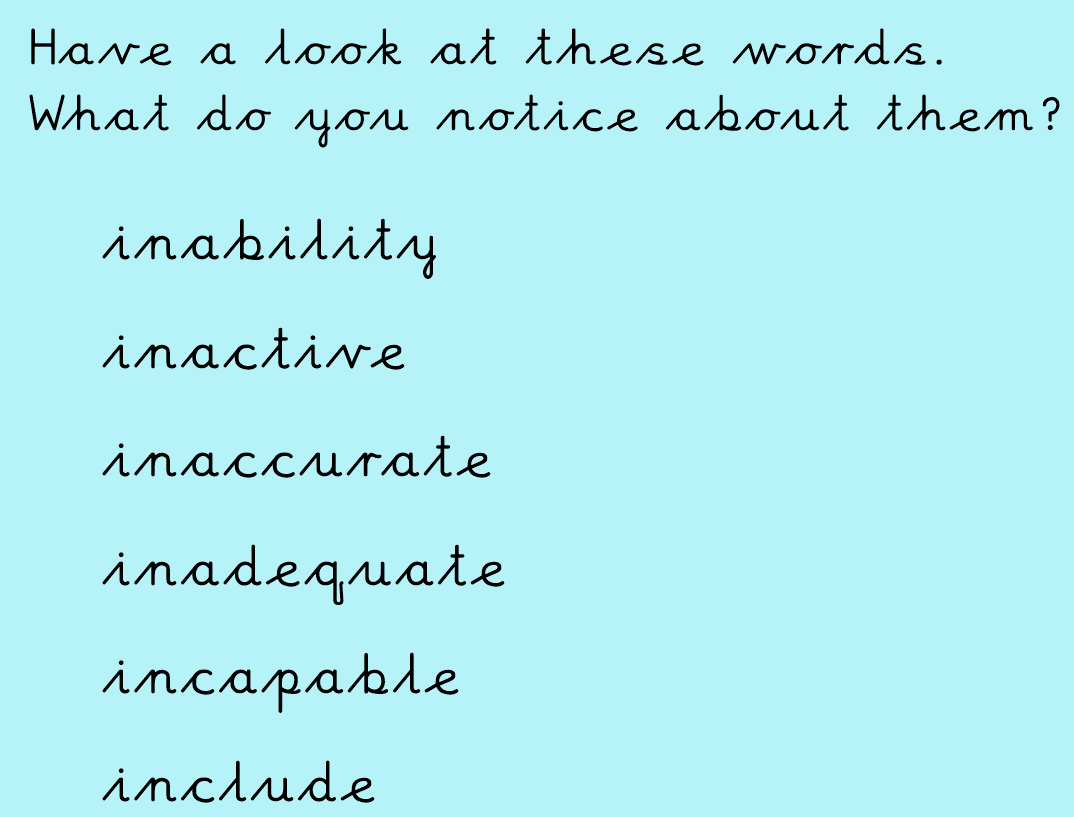 Have a look at these words.
What do you notice about them?
inability
inactive
inaccurate
inadequate
incapable
include